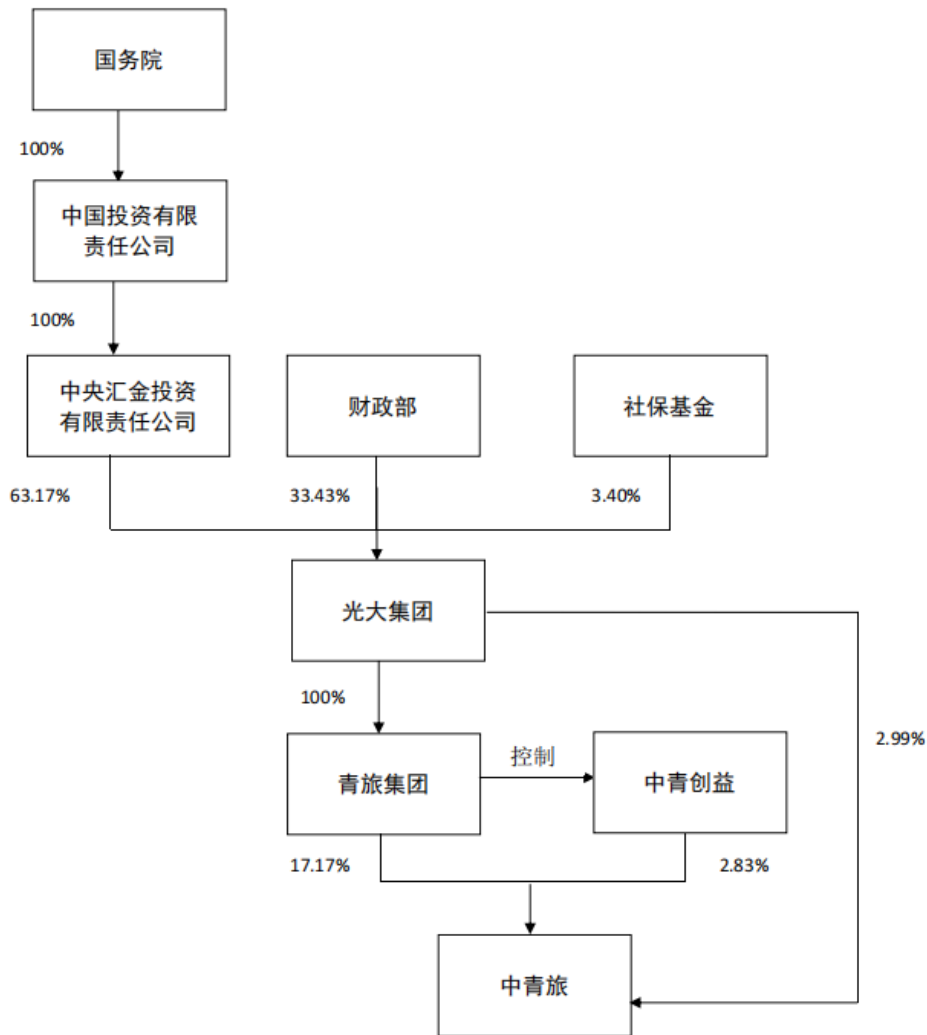 国务院
100%
中国投资有限
责任公司
100%
中央汇金投资
有限责任公司
财政部
社保基金
63.17%
33.43%
3.40%
光大集团
100%
2.99%
青旅集团
控制
中青创益
17.17%
2.83%
中青旅